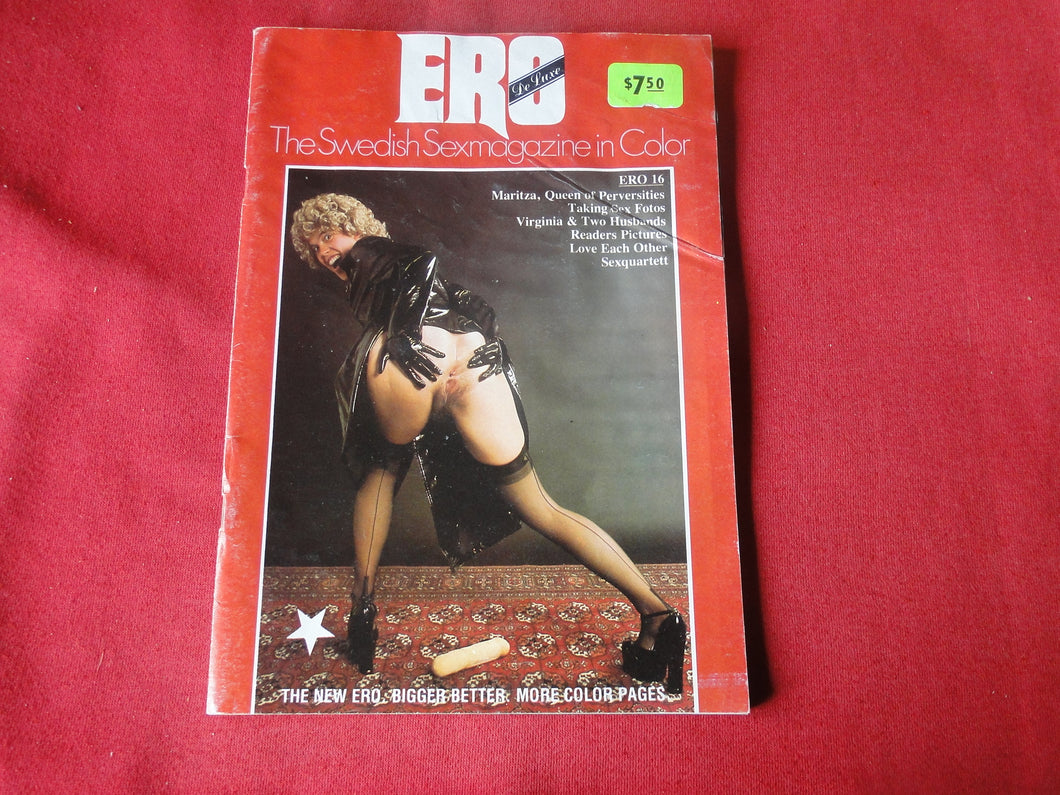 ERO
De Luxe
$7.50
The Swedish Sexmagazine in Color
ERO 16
Maritza, Queen of Perversities
Taking Sex Fotos
Virginia & Two Husbands
Readers Pictures
Love Each Other
Sexquartett
THE NEW ERO. BIGGER BETTER. MORE COLOR PAGES.